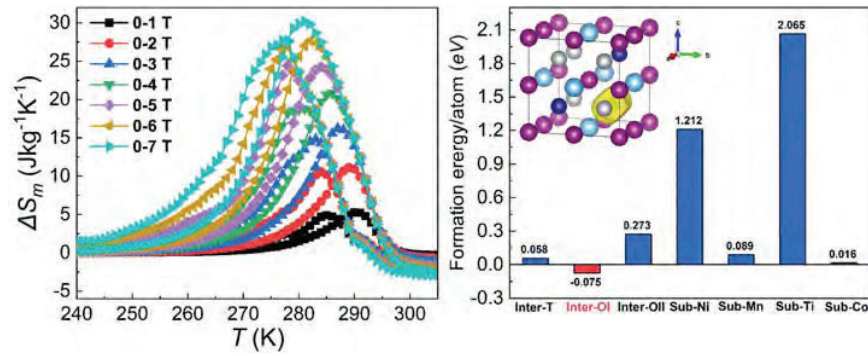 ΔSₘ (JKg⁻¹K⁻¹)
30
25
20
15
10
5
0
-5
0-1 T
0-2 T
0-3 T
0-4 T
0-5 T
0-6 T
0-7 T
240 250 260 270 280 290 300
T (K)
Formation erergy/atom (eV)
2.1
1.8
1.5
1.2
0.9
0.6
0.3
0.0
-0.3
c
b
0.058
-0.075
0.273
1.212
0.089
2.065
0.016
Inter-T Inter-OI Inter-OII Sub-Ni Sub-Mn Sub-Ti Sub-Co